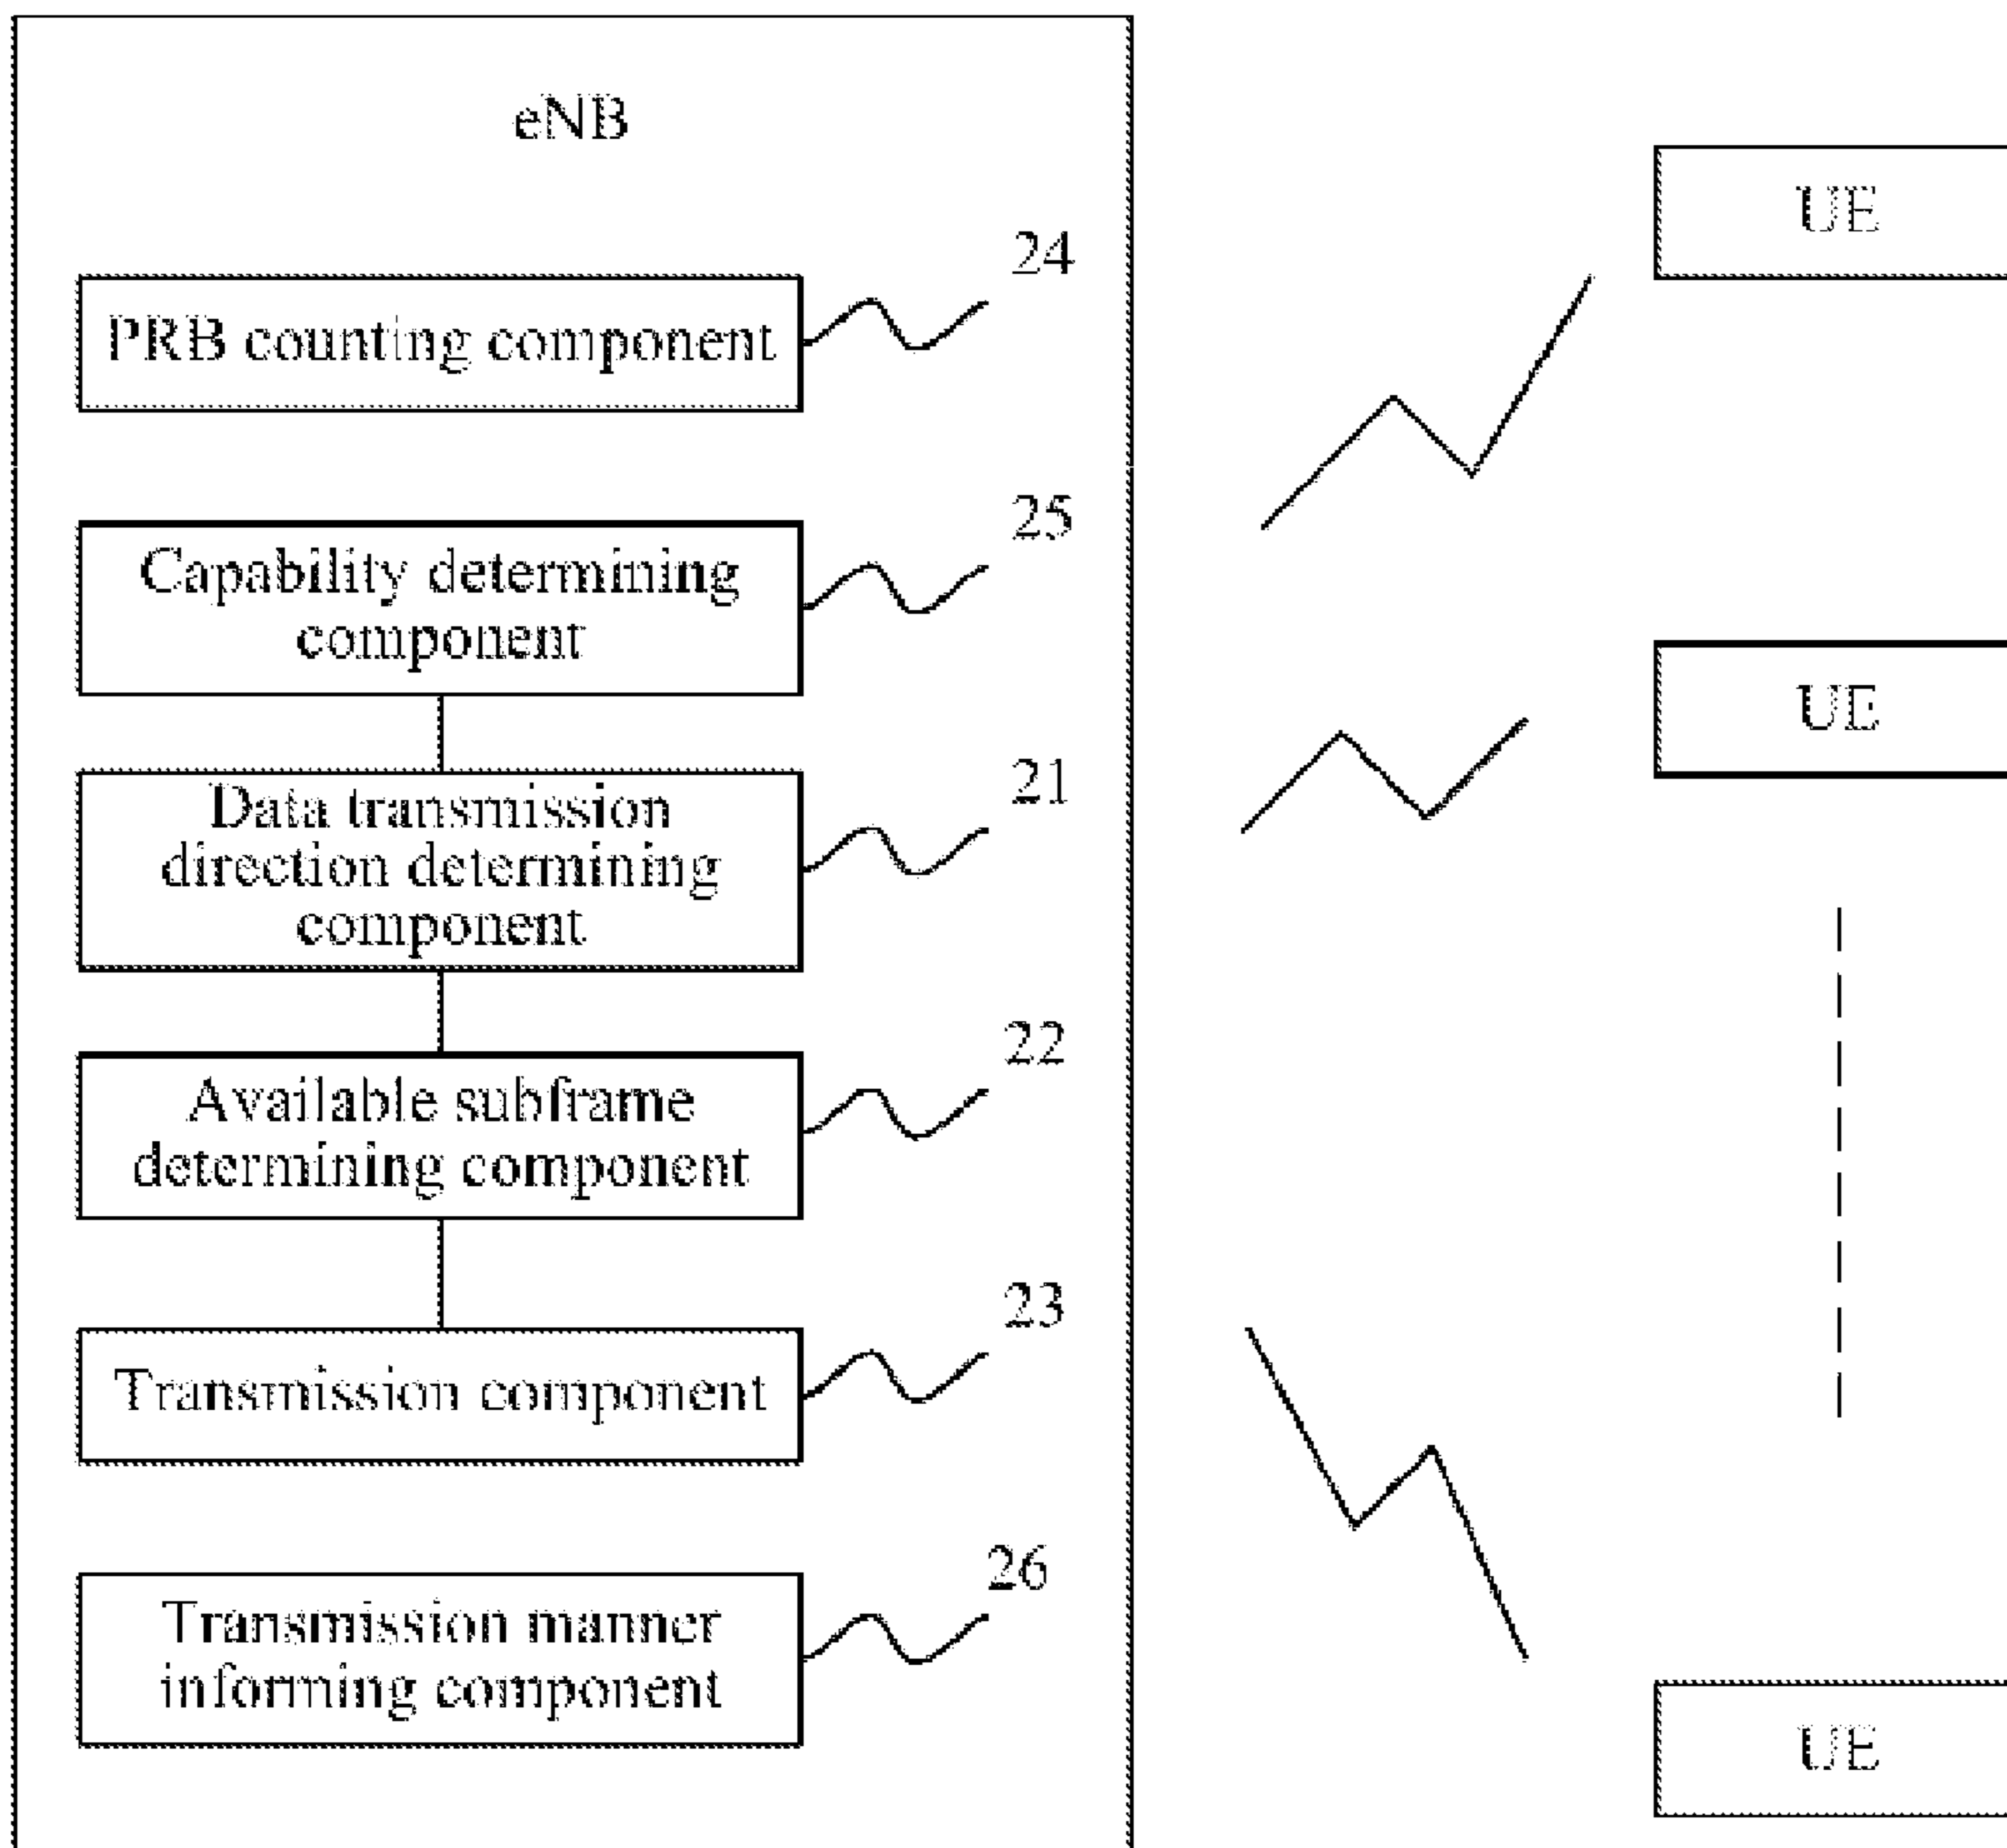 eNB
24
PRB counting component
25
Capability determining
component
21
Data transmission
direction determining
component
22
Available subframe
determining component
23
Transmission component
26
Transmission manner
informing component
UE
UE
UE